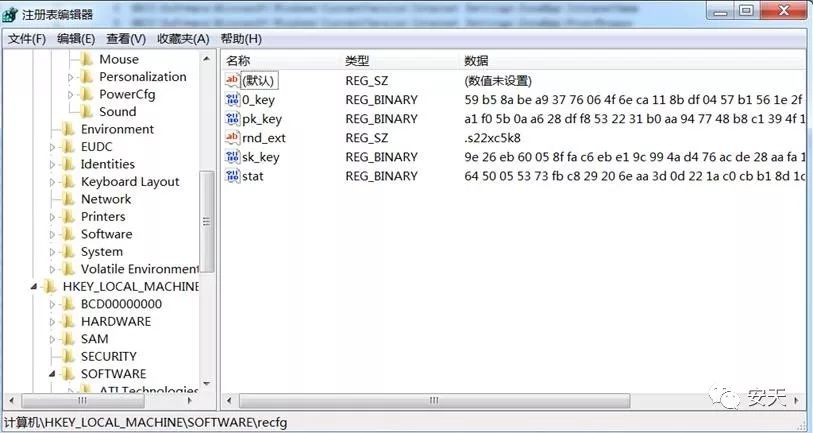 注册表编辑器
文件(F) 编辑(E) 查看(V) 收藏夹(A) 帮助(H)
Mouse
Personalization
PowerCfg
Sound
Environment
EUDC
Identities
Keyboard Layout
Network
Printers
Software
System
Volatile Environment
HKEY_LOCAL_MACHINE
BCD00000000
HARDWARE
SAM
SECURITY
SOFTWARE
ATI Technologies
名称 类型 数据
(默认) REG_SZ (数值未设置)
0_key REG_BINARY 59 b5 8a be a9 37 76 06 4f 6e ca 11 8b df 04 57 b1 56 1e 2f
pk_key REG_BINARY a1 f0 5b 0a a6 28 df f8 53 22 31 b0 aa 94 77 48 b8 c1 39 4f 1
rnd_ext REG_SZ .s22xc5k8
sk_key REG_BINARY 9e 26 eb 60 05 8f fa c6 eb e1 9c 99 4a d4 76 ac de 28 aa fa 1
stat REG_BINARY 64 50 05 53 73 fb c8 29 20 6e aa 3d 0d 22 1a c0 cb b1 8d 1c
安天
计算机\HKEY_LOCAL_MACHINE\SOFTWARE\recfg